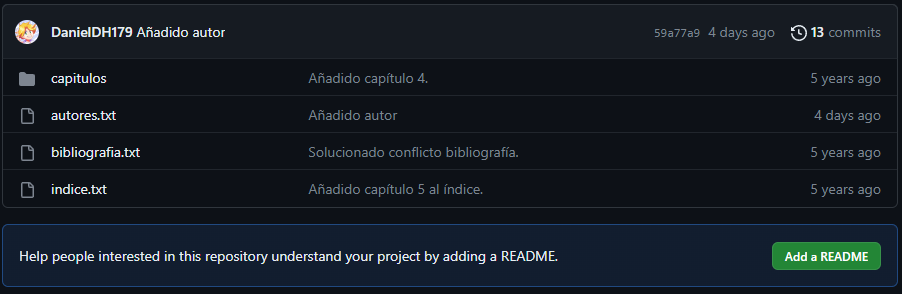 DanielDH179 Añadido autor 59a77a9 4 days ago 13 commits
capitulos Añadido capítulo 4. 5 years ago
autores.txt Añadido autor 4 days ago
bibliografia.txt Solucionado conflicto bibliografía. 5 years ago
indice.txt Añadido capítulo 5 al índice. 5 years ago
Help people interested in this repository understand your project by adding a README. Add a README